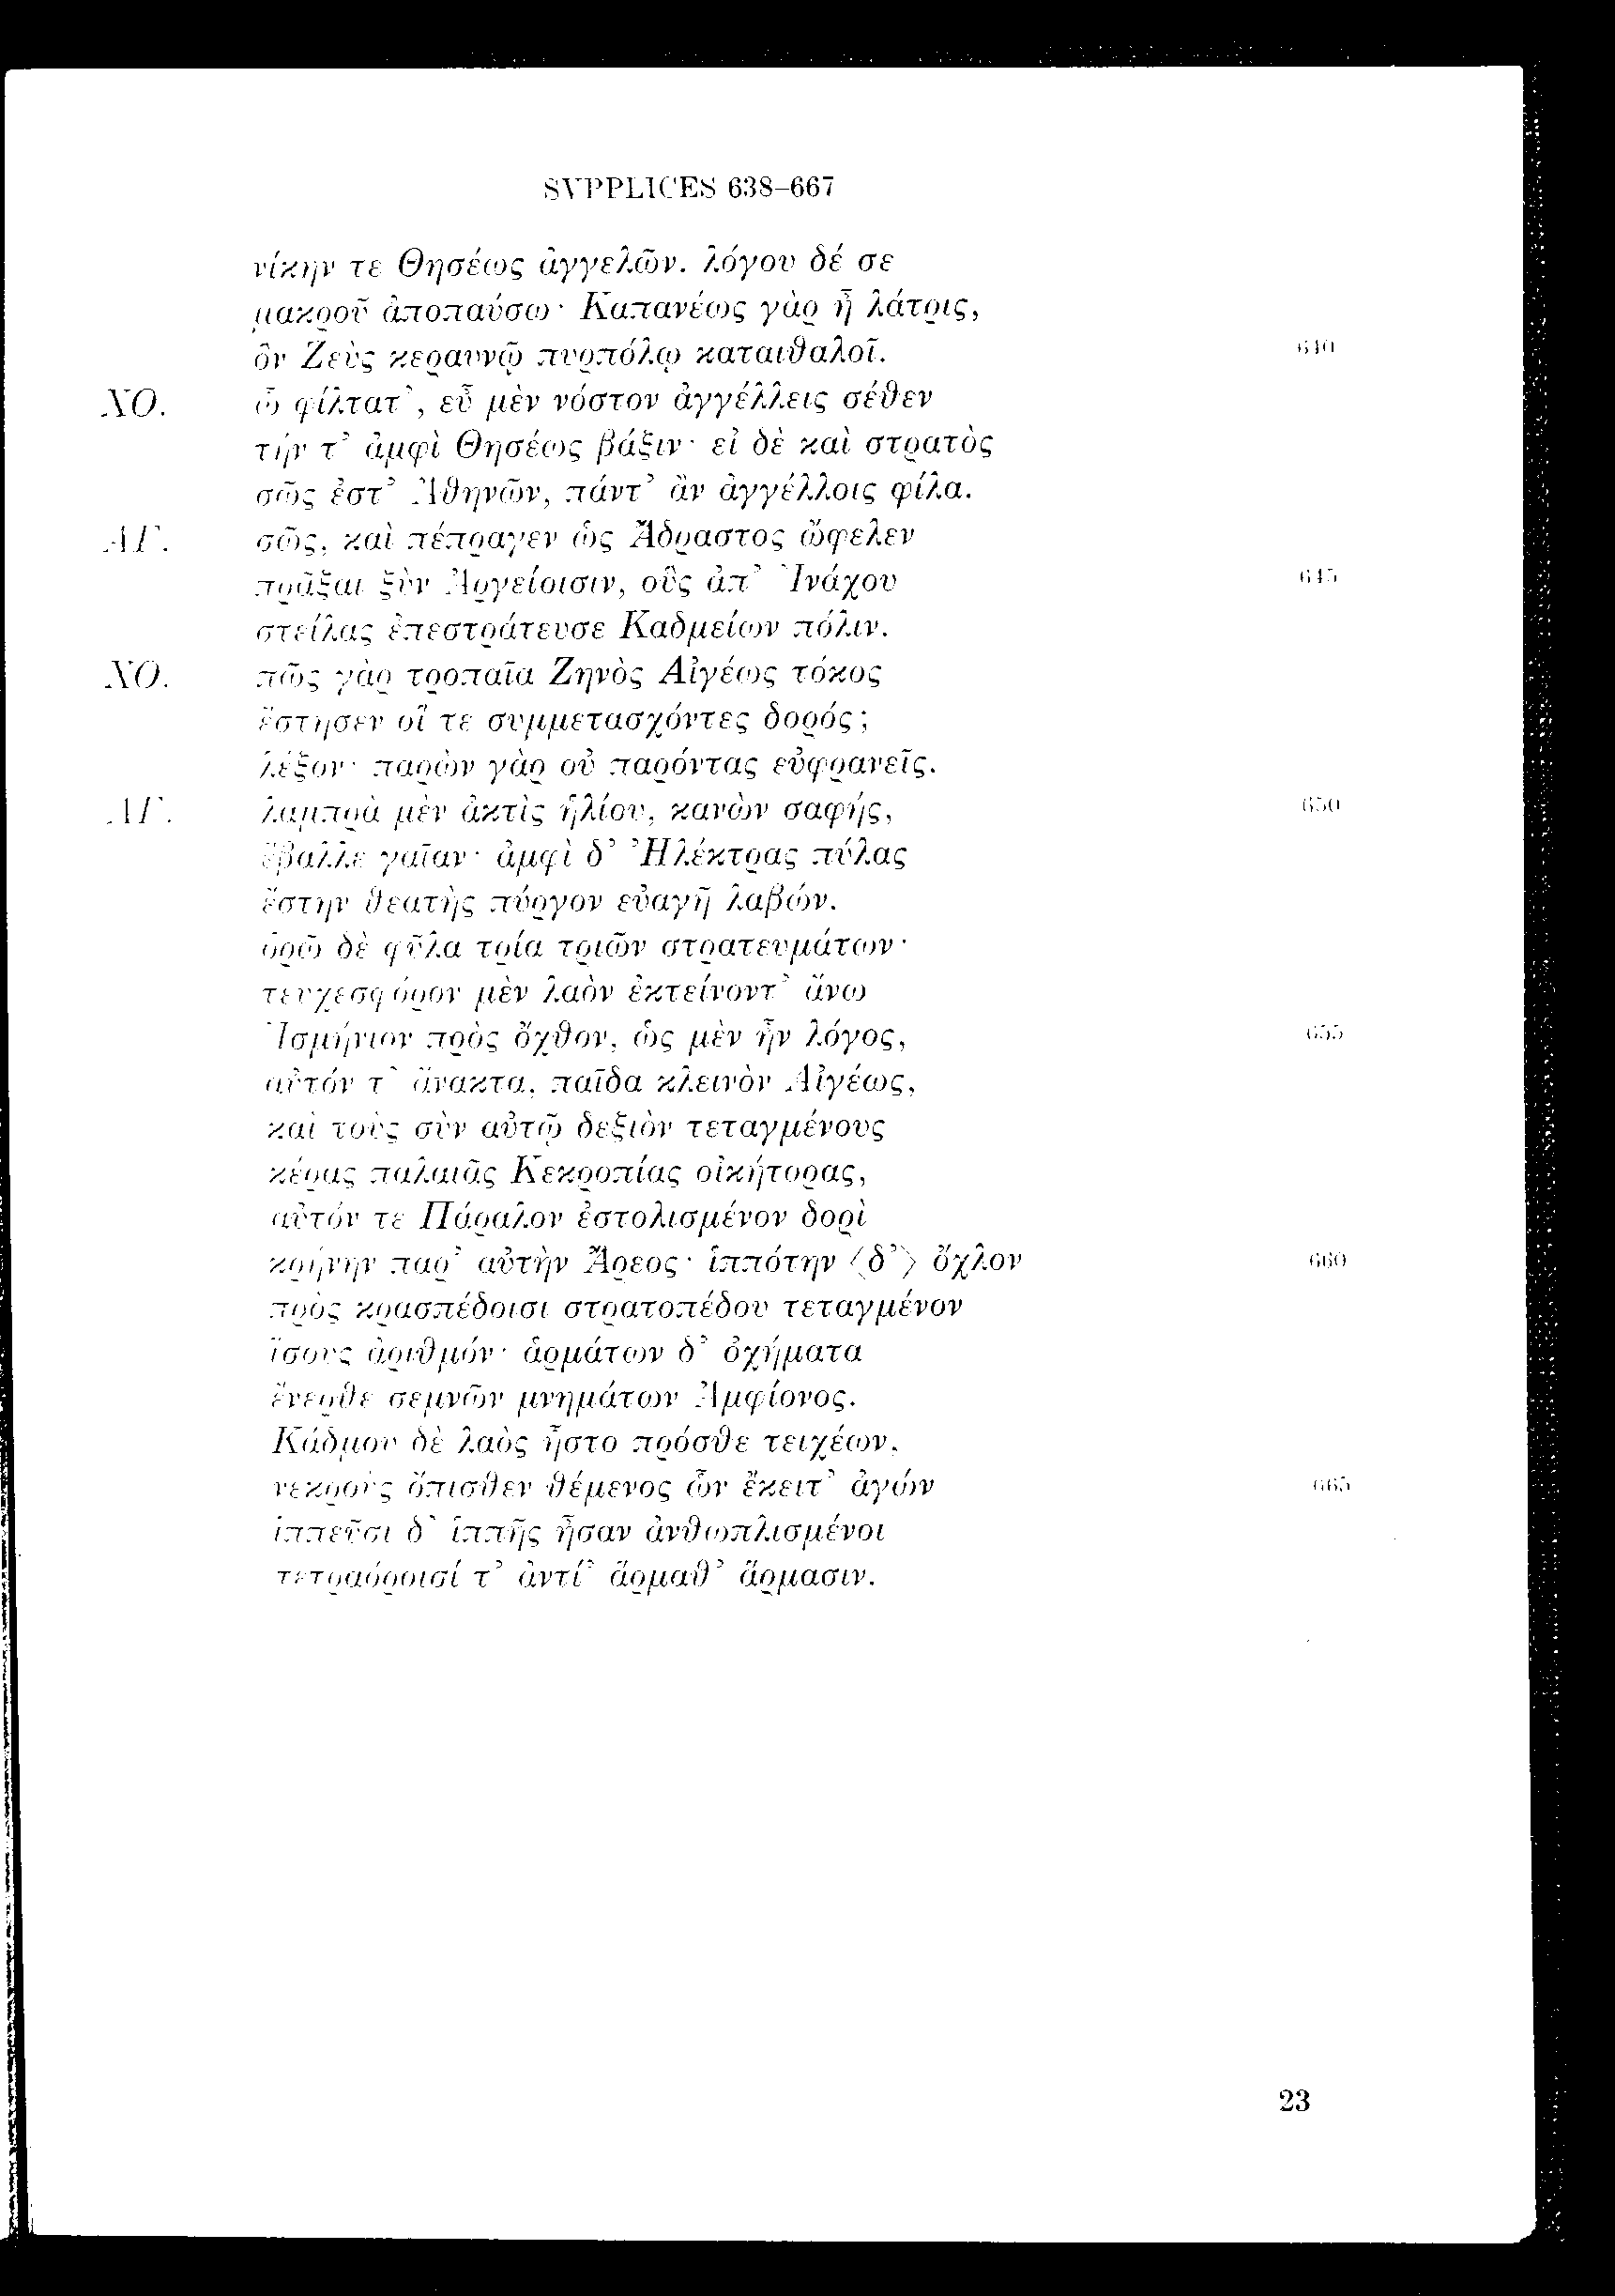 SVPPLICES 638–667
νίκην τε Θησέως ἀγγελῶν. λόγου δέ σε
μακροῦ ἀποπαύσω· Καπανέως γὰρ ἦ λάτρις,
ὃν Ζεὺς κεραυνῷ πυρπόλῳ καταιθαλοῖ. 640
ΧΟ. ὦ φίλτατ᾽, εὖ μὲν νόστον ἀγγέλλεις σέθεν
τήν τ᾽ ἀμφὶ Θησέως βάξιν· εἰ δὲ καὶ στρατὸς
σῶς ἐστ᾽ Ἀθηνῶν, πάντ᾽ ἂν ἀγγέλλοις φίλα.
ΑΓ. σῶς, καὶ πέπραγεν ὡς Ἄδραστος ὤφελεν
πρᾶξαι ξὺν Ἀργείοισιν, οὓς ἀπ᾽ Ἰνάχου 645
στείλας ἐπεστράτευσε Καδμείων πόλιν.
ΧΟ. πῶς γὰρ τροπαῖα Ζηνὸς Αἰγέως τόκος
ἔστησεν οἵ τε συμμετασχόντες δορός;
λέξον· παρὼν γὰρ οὐ παρόντας εὐφρανεῖς.
ΑΓ. λαμπρὰ μὲν ἀκτὶς ἡλίου, κανὼν σαφής, 650
ἔβαλλε γαῖαν· ἀμφὶ δ᾽ Ἠλέκτρας πύλας
ἔστην θεατὴς πύργον εὐαγῆ λαβών.
ὁρῶ δὲ φῦλα τρία τριῶν στρατευμάτων·
τευχεσφόρον μὲν λαὸν ἐκτείνοντ᾽ ἄνω
Ἰσμήνιον πρὸς ὄχθον, ὡς μὲν ἦν λόγος, 655
αὐτόν τ᾽ ἄνακτα, παῖδα κλεινὸν Αἰγέως,
καὶ τοὺς σὺν αὐτῷ δεξιὸν τεταγμένους
κέρας παλαιᾶς Κεκροπίας οἰκήτορας,
αὐτόν τε Πάραλον ἐστολισμένον δορὶ
κρήνην παρ᾽ αὐτὴν Ἄρεος· ἱππότην ⟨δ᾽⟩ ὄχλον 660
πρὸς κρασπέδοισι στρατοπέδου τεταγμένον
ἴσους ἀριθμόν· ἁρμάτων δ᾽ ὀχήματα
ἔνερθε σεμνῶν μνημάτων Ἀμφίονος.
Κάδμου δὲ λαὸς ἧστο πρόσθε τειχέων,
νεκροὺς ὄπισθεν θέμενος ὧν ἔκειτ᾽ ἀγών 665
ἱππεῦσι δ᾽ ἱππῆς ἦσαν ἀνθωπλισμένοι
τετραόροισί τ᾽ ἀντί᾽ ἅρμαθ᾽ ἅρμασιν.
23